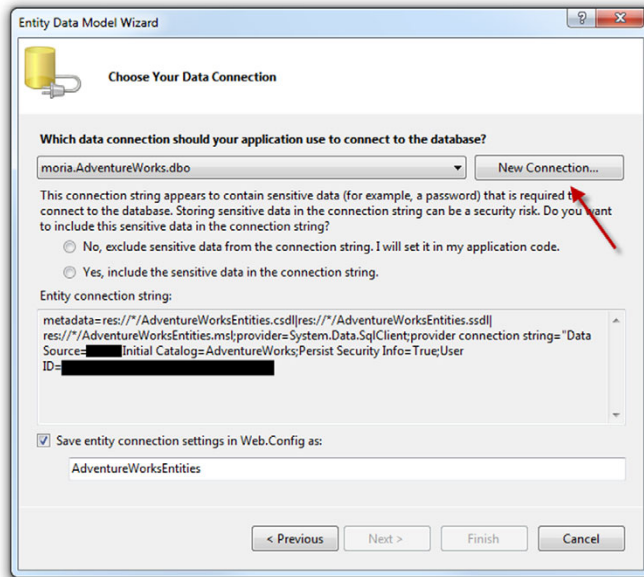 Entity Data Model Wizard
Choose Your Data Connection
Which data connection should your application use to connect to the database?
moria.AdventureWorks.dbo
New Connection...
This connection string appears to contain sensitive data (for example, a password) that is required
connect to the database. Storing sensitive data in the connection string can be a security risk. Do you want
to include this sensitive data in the connection string?
No, exclude sensitive data from the connection string. I will set it in my application code.
Yes, include the sensitive data in the connection string.
Entity connection string:
metadata=res://*/AdventureWorksEntities.csdl|res://*/AdventureWorksEntities.ssdl|
res://*/AdventureWorksEntities.msl;provider=System.Data.SqlClient;provider connection string="Data
Source= Initial Catalog=AdventureWorks;Persist Security Info=True;User
ID=
Save entity connection settings in Web.Config as:
AdventureWorksEntities
< Previous
Next >
Finish
Cancel